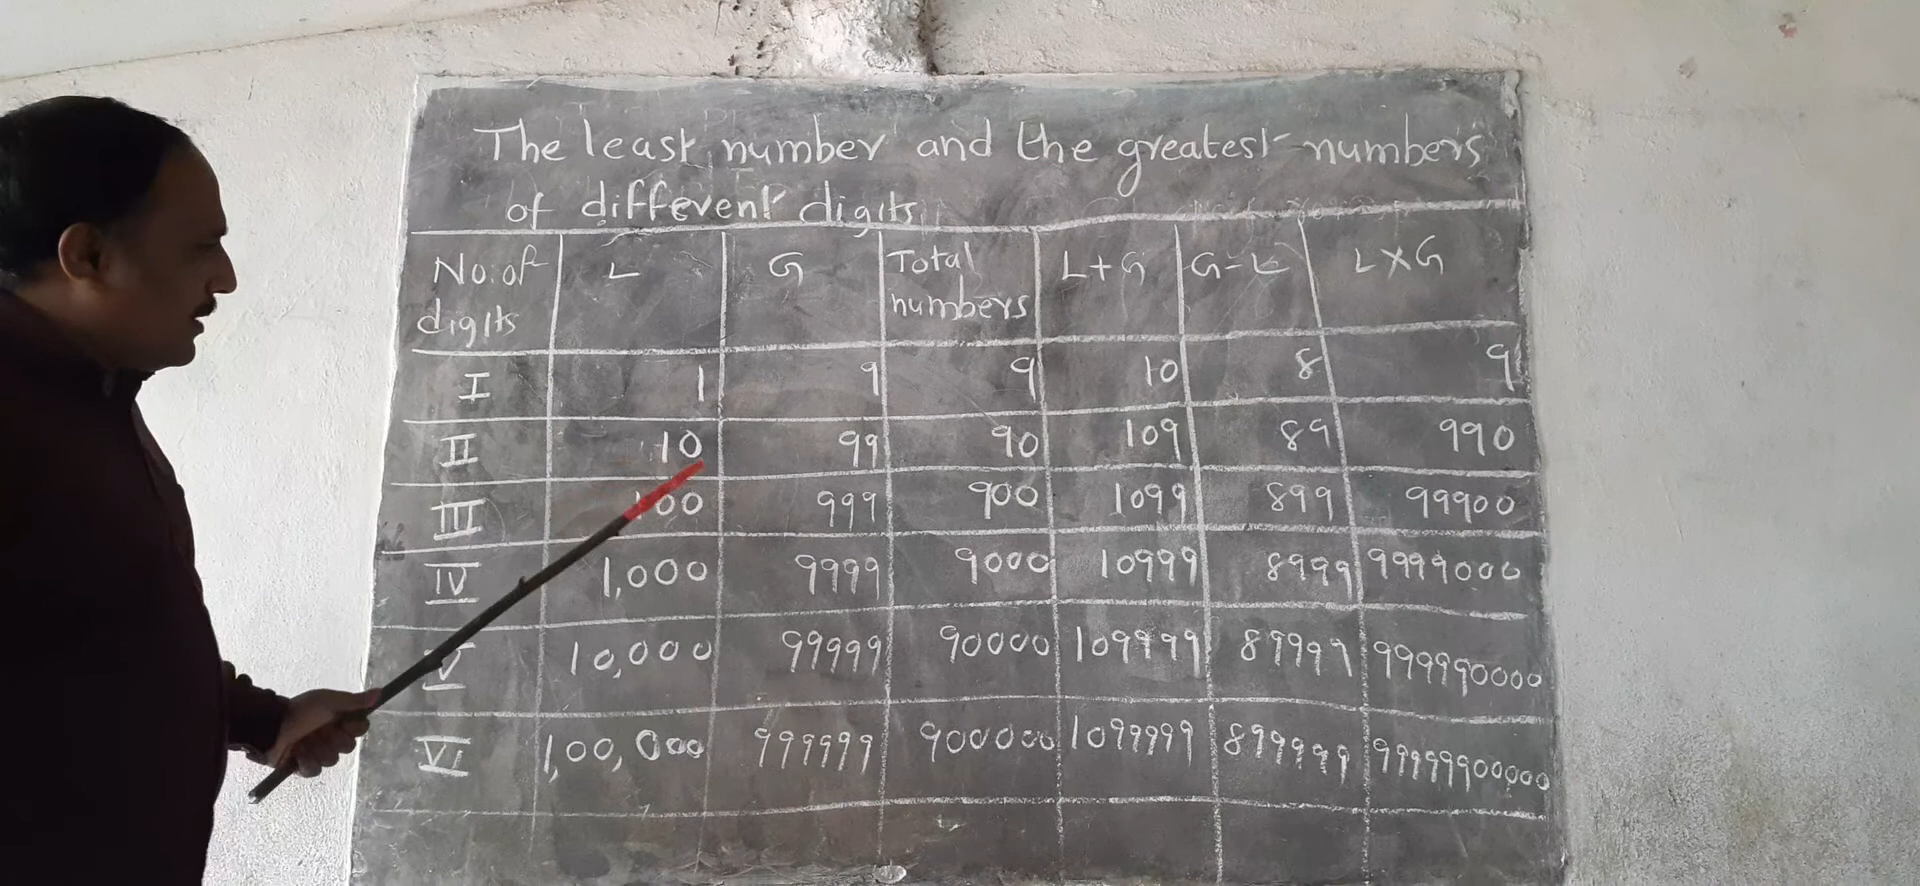 The least number and the greatest numbers
of different digits
No. of digits L G Total numbers L+G G-L L×G
I 1 9 9 10 8 9
II 10 99 90 109 89 990
III 100 999 900 1099 899 99900
IV 1,000 9999 9000 10999 8999 9999000
V 10,000 99999 90000 109999 89999 999990000
VI 1,00,000 999999 900000 1099999 899999 99999900000